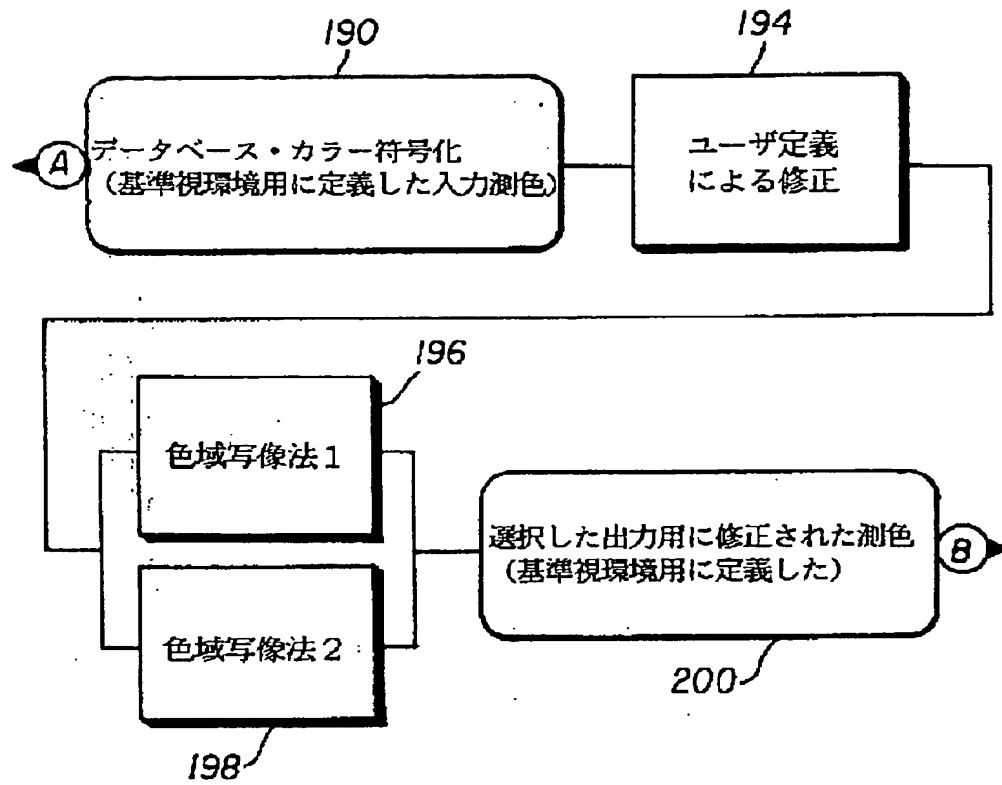 190
194
A
データベース・カラー符号化
(基準視環境用に定義した入力測色)
ユーザ定義
による修正
196
色域写像法1
選択した出力用に修正された測色
(基準視環境用に定義した)
B
色域写像法2
200
198